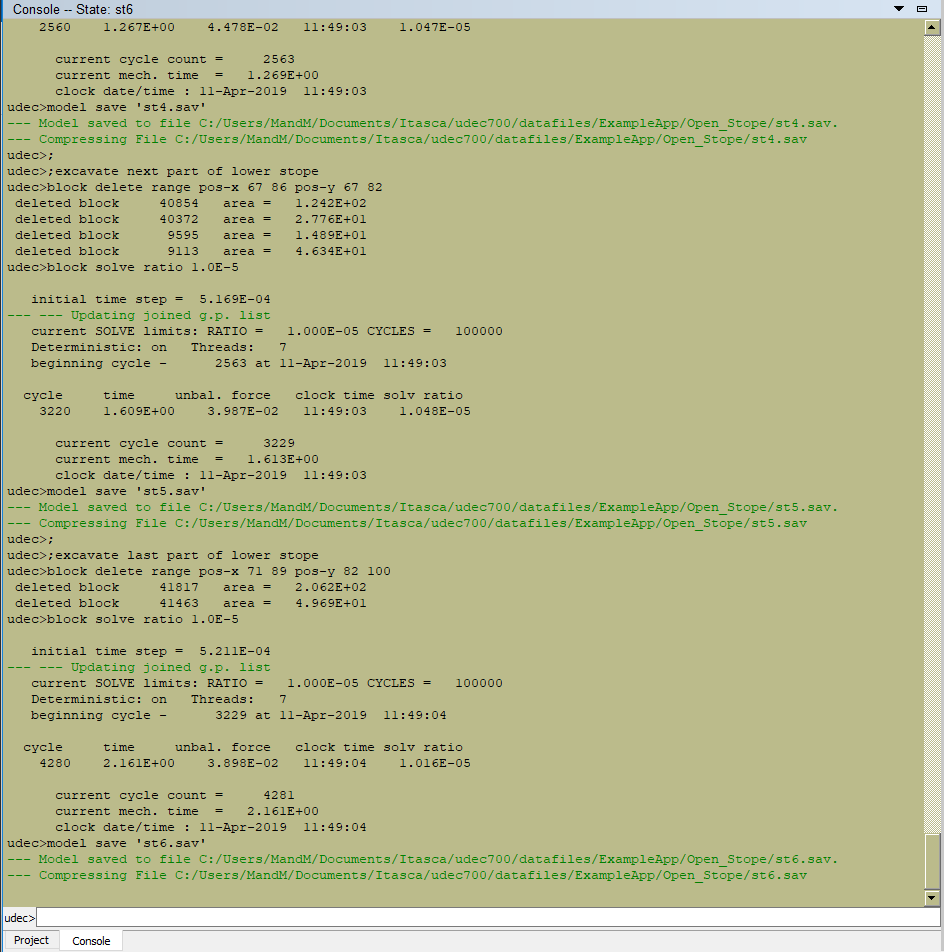 Console -- State: st6
2560 1.267E+00 4.478E-02 11:49:03 1.047E-05
current cycle count = 2563
current mech. time = 1.269E+00
clock date/time : 11-Apr-2019 11:49:03
udec>model save 'st4.sav'
--- Model saved to file C:/Users/MandM/Documents/Itasca/udec700/datafiles/ExampleApp/Open_Stope/st4.sav.
--- Compressing File C:/Users/MandM/Documents/Itasca/udec700/datafiles/ExampleApp/Open_Stope/st4.sav
udec>;
udec>;excavate next part of lower stope
udec>block delete range pos-x 67 86 pos-y 67 82
deleted block 40854 area = 1.242E+02
deleted block 40372 area = 2.776E+01
deleted block 9595 area = 1.489E+01
deleted block 9113 area = 4.634E+01
udec>block solve ratio 1.0E-5
initial time step = 5.169E-04
--- --- Updating joined g.p. list
current SOLVE limits: RATIO = 1.000E-05 CYCLES = 100000
Deterministic: on Threads: 7
beginning cycle - 2563 at 11-Apr-2019 11:49:03
cycle time unbal. force clock time solv ratio
3220 1.609E+00 3.987E-02 11:49:03 1.048E-05
current cycle count = 3229
current mech. time = 1.613E+00
clock date/time : 11-Apr-2019 11:49:03
udec>model save 'st5.sav'
--- Model saved to file C:/Users/MandM/Documents/Itasca/udec700/datafiles/ExampleApp/Open_Stope/st5.sav.
--- Compressing File C:/Users/MandM/Documents/Itasca/udec700/datafiles/ExampleApp/Open_Stope/st5.sav
udec>;
udec>;excavate last part of lower stope
udec>block delete range pos-x 71 89 pos-y 82 100
deleted block 41817 area = 2.062E+02
deleted block 41463 area = 4.969E+01
udec>block solve ratio 1.0E-5
initial time step = 5.211E-04
--- --- Updating joined g.p. list
current SOLVE limits: RATIO = 1.000E-05 CYCLES = 100000
Deterministic: on Threads: 7
beginning cycle - 3229 at 11-Apr-2019 11:49:04
cycle time unbal. force clock time solv ratio
4280 2.161E+00 3.898E-02 11:49:04 1.016E-05
current cycle count = 4281
current mech. time = 2.161E+00
clock date/time : 11-Apr-2019 11:49:04
udec>model save 'st6.sav'
--- Model saved to file C:/Users/MandM/Documents/Itasca/udec700/datafiles/ExampleApp/Open_Stope/st6.sav.
--- Compressing File C:/Users/MandM/Documents/Itasca/udec700/datafiles/ExampleApp/Open_Stope/st6.sav
udec>
Project Console